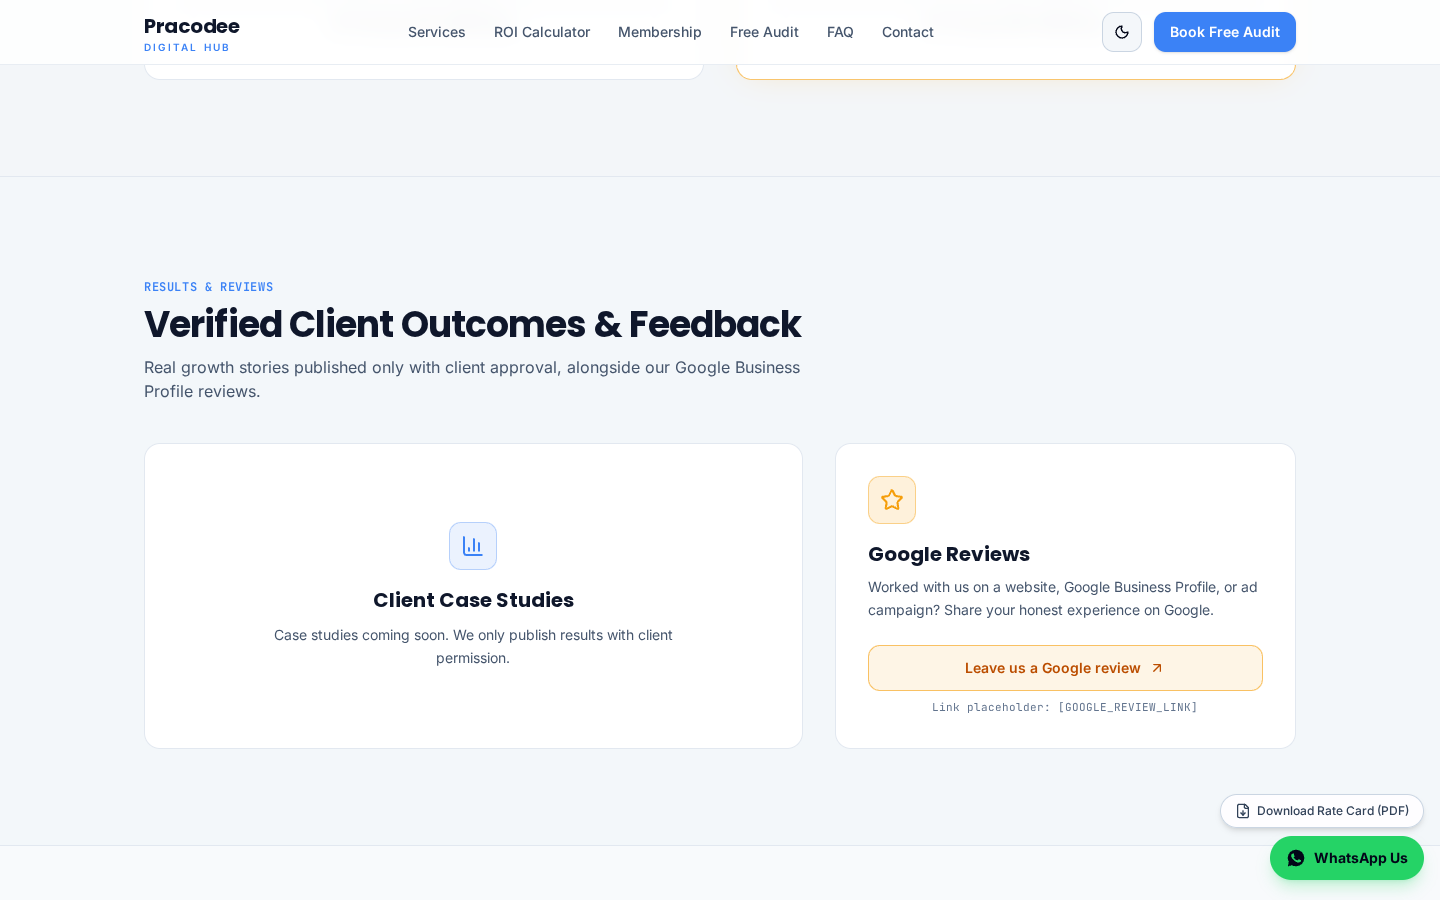 Pracodee
DIGITAL HUB
Services
ROI Calculator
Membership
Free Audit
FAQ
Contact
Book Free Audit
RESULTS & REVIEWS
Verified Client Outcomes & Feedback
Real growth stories published only with client approval, alongside our Google Business
Profile reviews.
Client Case Studies
Case studies coming soon. We only publish results with client
permission.
Google Reviews
Worked with us on a website, Google Business Profile, or ad
campaign? Share your honest experience on Google.
Leave us a Google review
Link placeholder: [GOOGLE_REVIEW_LINK]
Download Rate Card (PDF)
WhatsApp Us